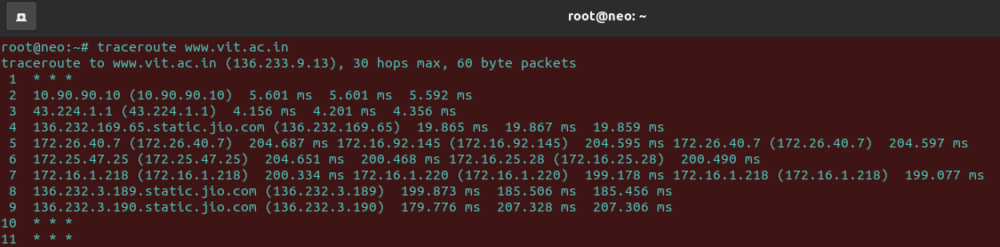 root@neo: ~
root@neo:~# traceroute www.vit.ac.in
traceroute to www.vit.ac.in (136.233.9.13), 30 hops max, 60 byte packets
 1  * * *
 2  10.90.90.10 (10.90.90.10)  5.601 ms  5.601 ms  5.592 ms
 3  43.224.1.1 (43.224.1.1)  4.156 ms  4.201 ms  4.356 ms
 4  136.232.169.65.static.jio.com (136.232.169.65)  19.865 ms  19.867 ms  19.859 ms
 5  172.26.40.7 (172.26.40.7)  204.687 ms 172.16.92.145 (172.16.92.145)  204.595 ms 172.26.40.7 (172.26.40.7)  204.597 ms
 6  172.25.47.25 (172.25.47.25)  204.651 ms  200.468 ms 172.16.25.28 (172.16.25.28)  200.490 ms
 7  172.16.1.218 (172.16.1.218)  200.334 ms 172.16.1.220 (172.16.1.220)  199.178 ms 172.16.1.218 (172.16.1.218)  199.077 ms
 8  136.232.3.189.static.jio.com (136.232.3.189)  199.873 ms  185.506 ms  185.456 ms
 9  136.232.3.190.static.jio.com (136.232.3.190)  179.776 ms  207.328 ms  207.306 ms
10  * * *
11  * * *